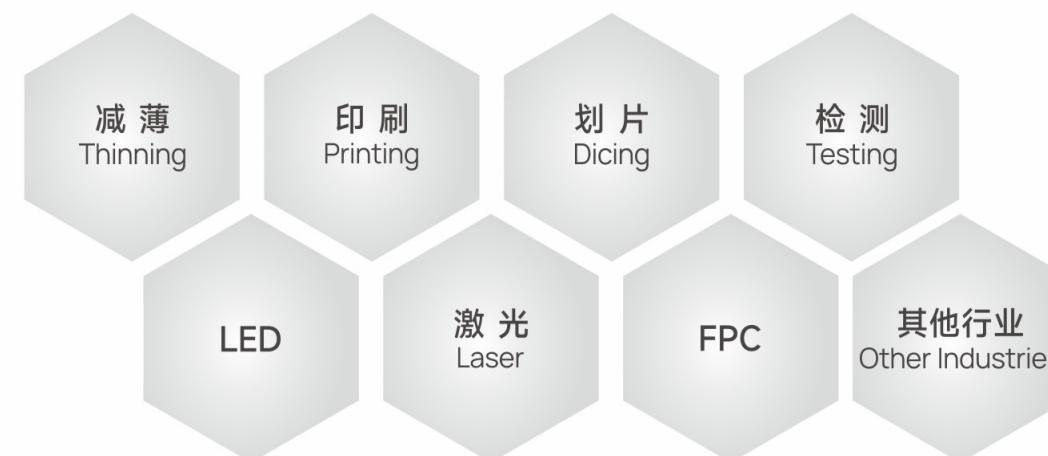 减薄
Thinning
印刷
Printing
划片
Dicing
检测
Testing
LED
激光
Laser
FPC
其他行业
Other Industrie